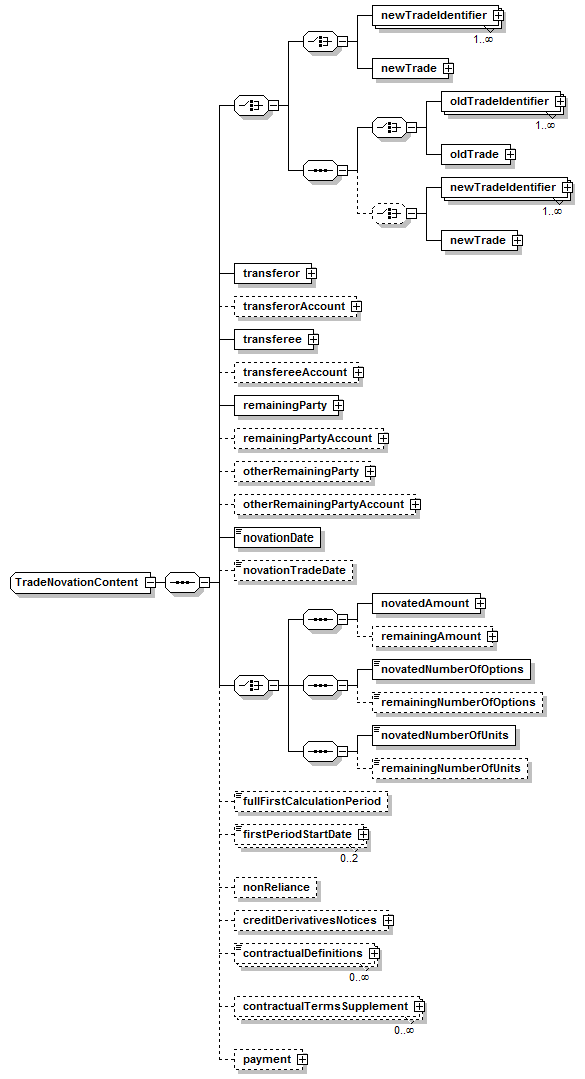 newTradeIdentifier
1..∞
newTrade
oldTradeIdentifier
1..∞
oldTrade
newTradeIdentifier
1..∞
newTrade
transferor
transferorAccount
transferee
transfereeAccount
remainingParty
remainingPartyAccount
otherRemainingParty
otherRemainingPartyAccount
novationDate
novationTradeDate
TradeNovationContent
novatedAmount
remainingAmount
novatedNumberOfOptions
remainingNumberOfOptions
novatedNumberOfUnits
remainingNumberOfUnits
fullFirstCalculationPeriod
firstPeriodStartDate
0..2
nonReliance
creditDerivativesNotices
contractualDefinitions
0..∞
contractualTermsSupplement
0..∞
payment